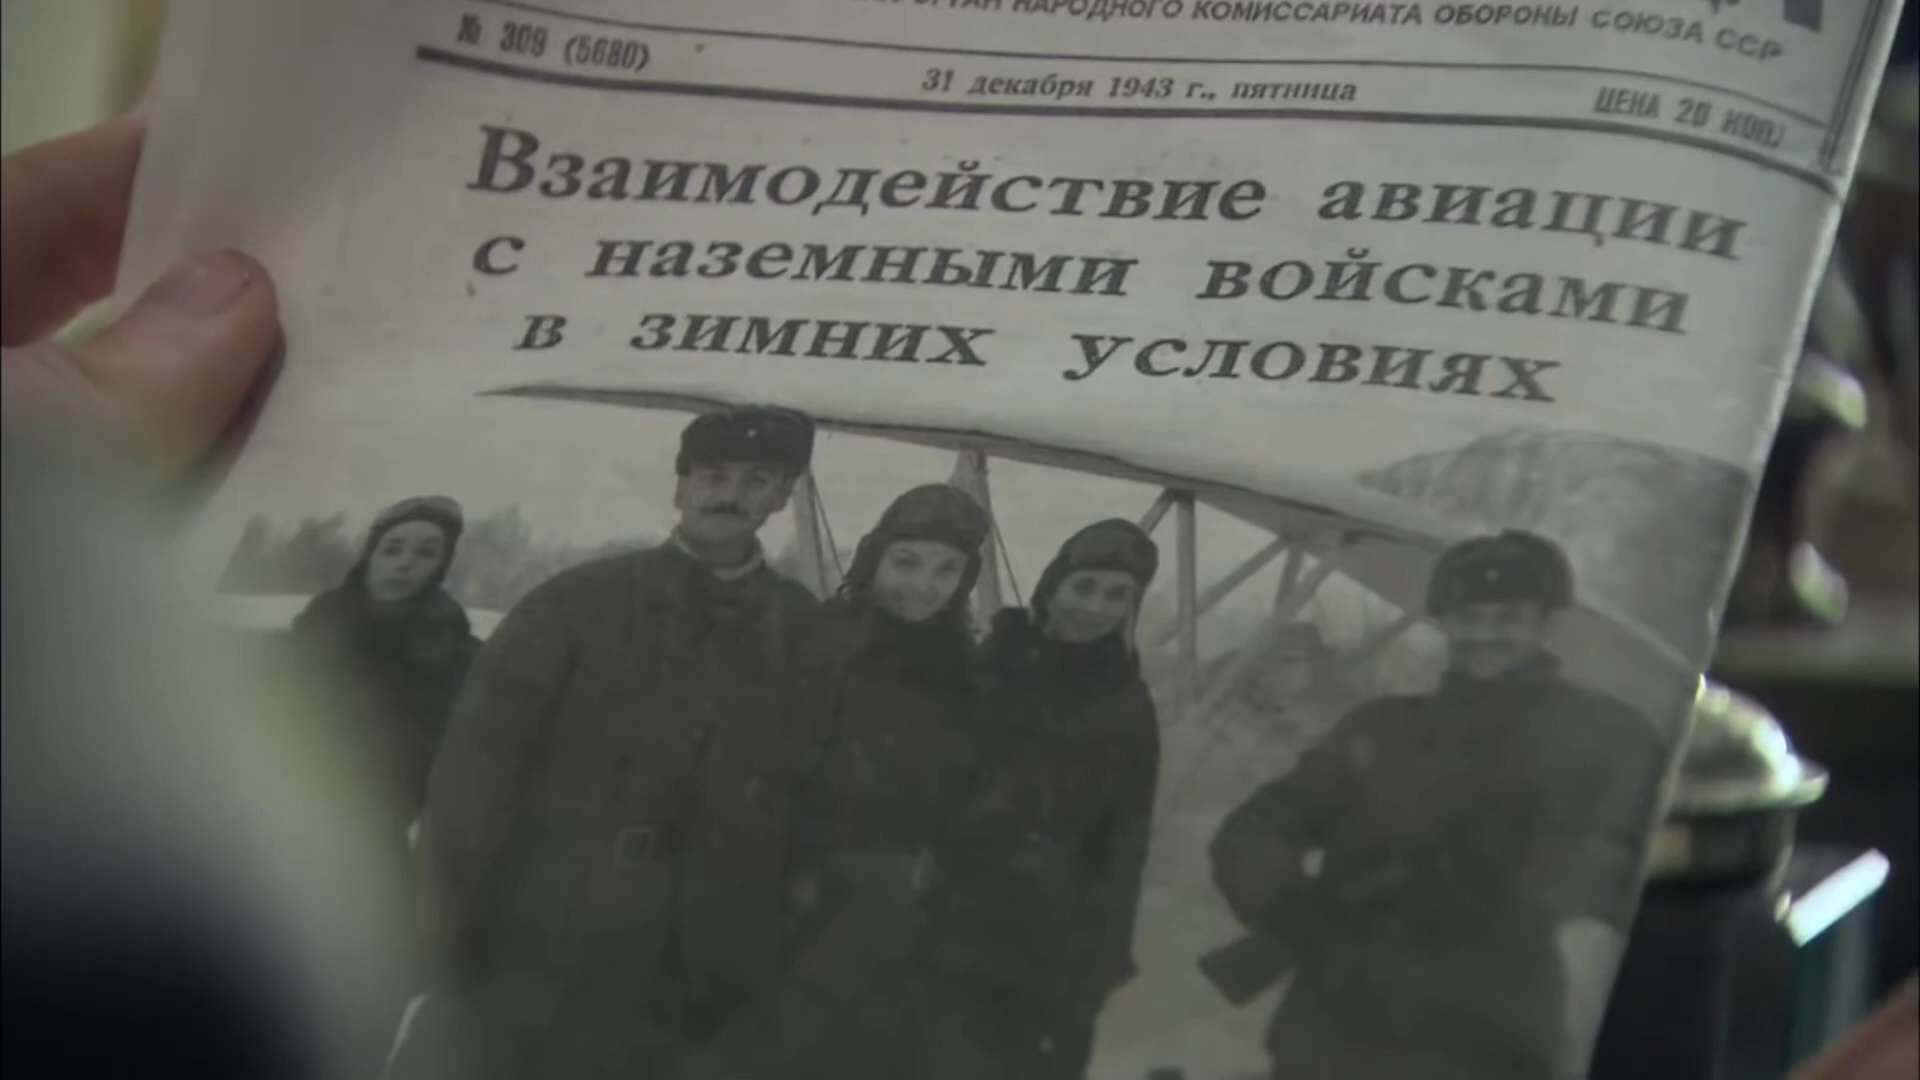 ОРГАН НАРОДНОГО КОМИССАРИАТА ОБОРОНЫ СОЮЗА ССР
№ 309 (5680)
31 декабря 1943 г., пятница
ЦЕНА 20 КОП.
Взаимодействие авиации
с наземными войсками
в зимних условиях